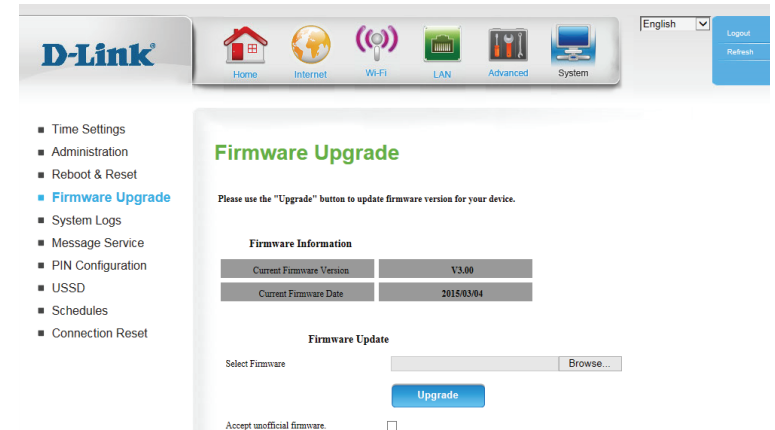 D-Link
Home
Internet
Wi-Fi
LAN
Advanced
System
English
Logout
Refresh
Time Settings
Administration
Reboot & Reset
Firmware Upgrade
System Logs
Message Service
PIN Configuration
USSD
Schedules
Connection Reset
Firmware Upgrade
Please use the "Upgrade" button to update firmware version for your device.
Firmware Information
Current Firmware Version V3.00
Current Firmware Date 2015/03/04
Firmware Update
Select Firmware Browse...
Upgrade
Accept unofficial firmware.